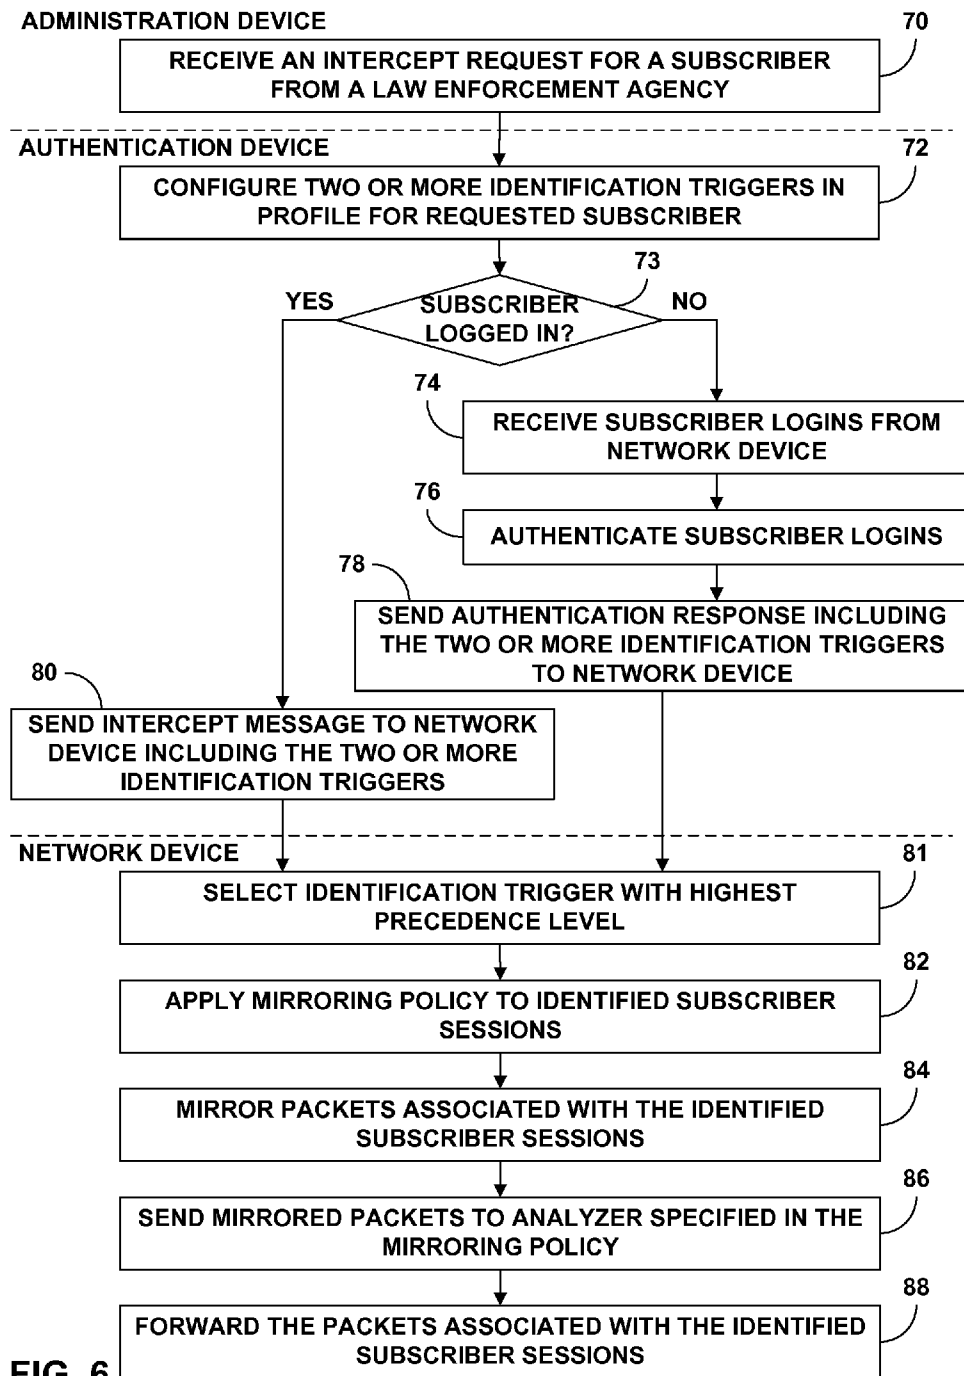 ADMINISTRATION DEVICE
70
RECEIVE AN INTERCEPT REQUEST FOR A SUBSCRIBER
FROM A LAW ENFORCEMENT AGENCY
AUTHENTICATION DEVICE
72
CONFIGURE TWO OR MORE IDENTIFICATION TRIGGERS IN
PROFILE FOR REQUESTED SUBSCRIBER
73
YES
SUBSCRIBER
LOGGED IN?
NO
74
RECEIVE SUBSCRIBER LOGINS FROM
NETWORK DEVICE
76
AUTHENTICATE SUBSCRIBER LOGINS
78
SEND AUTHENTICATION RESPONSE INCLUDING
THE TWO OR MORE IDENTIFICATION TRIGGERS
TO NETWORK DEVICE
80
SEND INTERCEPT MESSAGE TO NETWORK
DEVICE INCLUDING THE TWO OR MORE
IDENTIFICATION TRIGGERS
NETWORK DEVICE
81
SELECT IDENTIFICATION TRIGGER WITH HIGHEST
PRECEDENCE LEVEL
82
APPLY MIRRORING POLICY TO IDENTIFIED SUBSCRIBER
SESSIONS
84
MIRROR PACKETS ASSOCIATED WITH THE IDENTIFIED
SUBSCRIBER SESSIONS
86
SEND MIRRORED PACKETS TO ANALYZER SPECIFIED IN THE
MIRRORING POLICY
88
FORWARD THE PACKETS ASSOCIATED WITH THE IDENTIFIED
SUBSCRIBER SESSIONS
FIG. 6